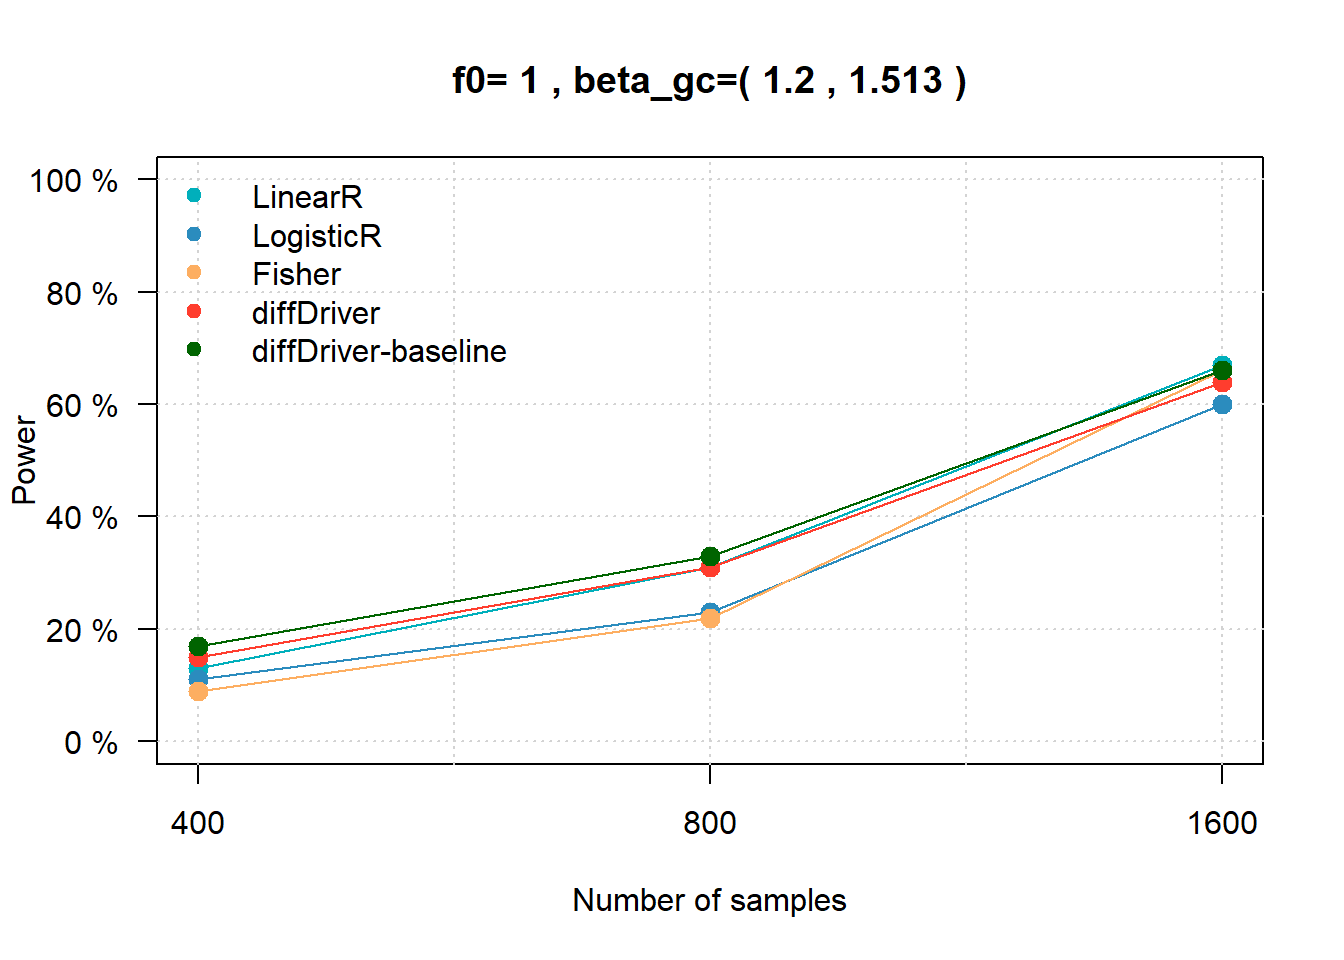 f0= 1 , beta_gc=( 1.2 , 1.513 )
100 %
80 %
60 %
40 %
20 %
0 %
Power
LinearR
LogisticR
Fisher
diffDriver
diffDriver-baseline
400
800
1600
Number of samples